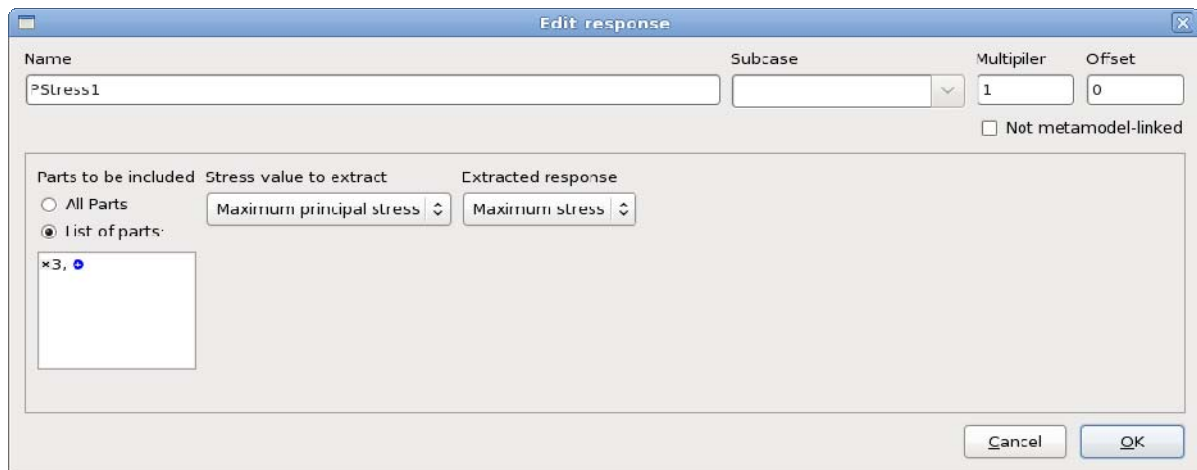 Edit response
Name Subcase Multipiler Offset
PStress1 1 0
Not metamodel-linked
Parts to be included Stress value to extract Extracted response
All Parts Maximum principal stress Maximum stress
List of parts:
×3,
Cancel OK